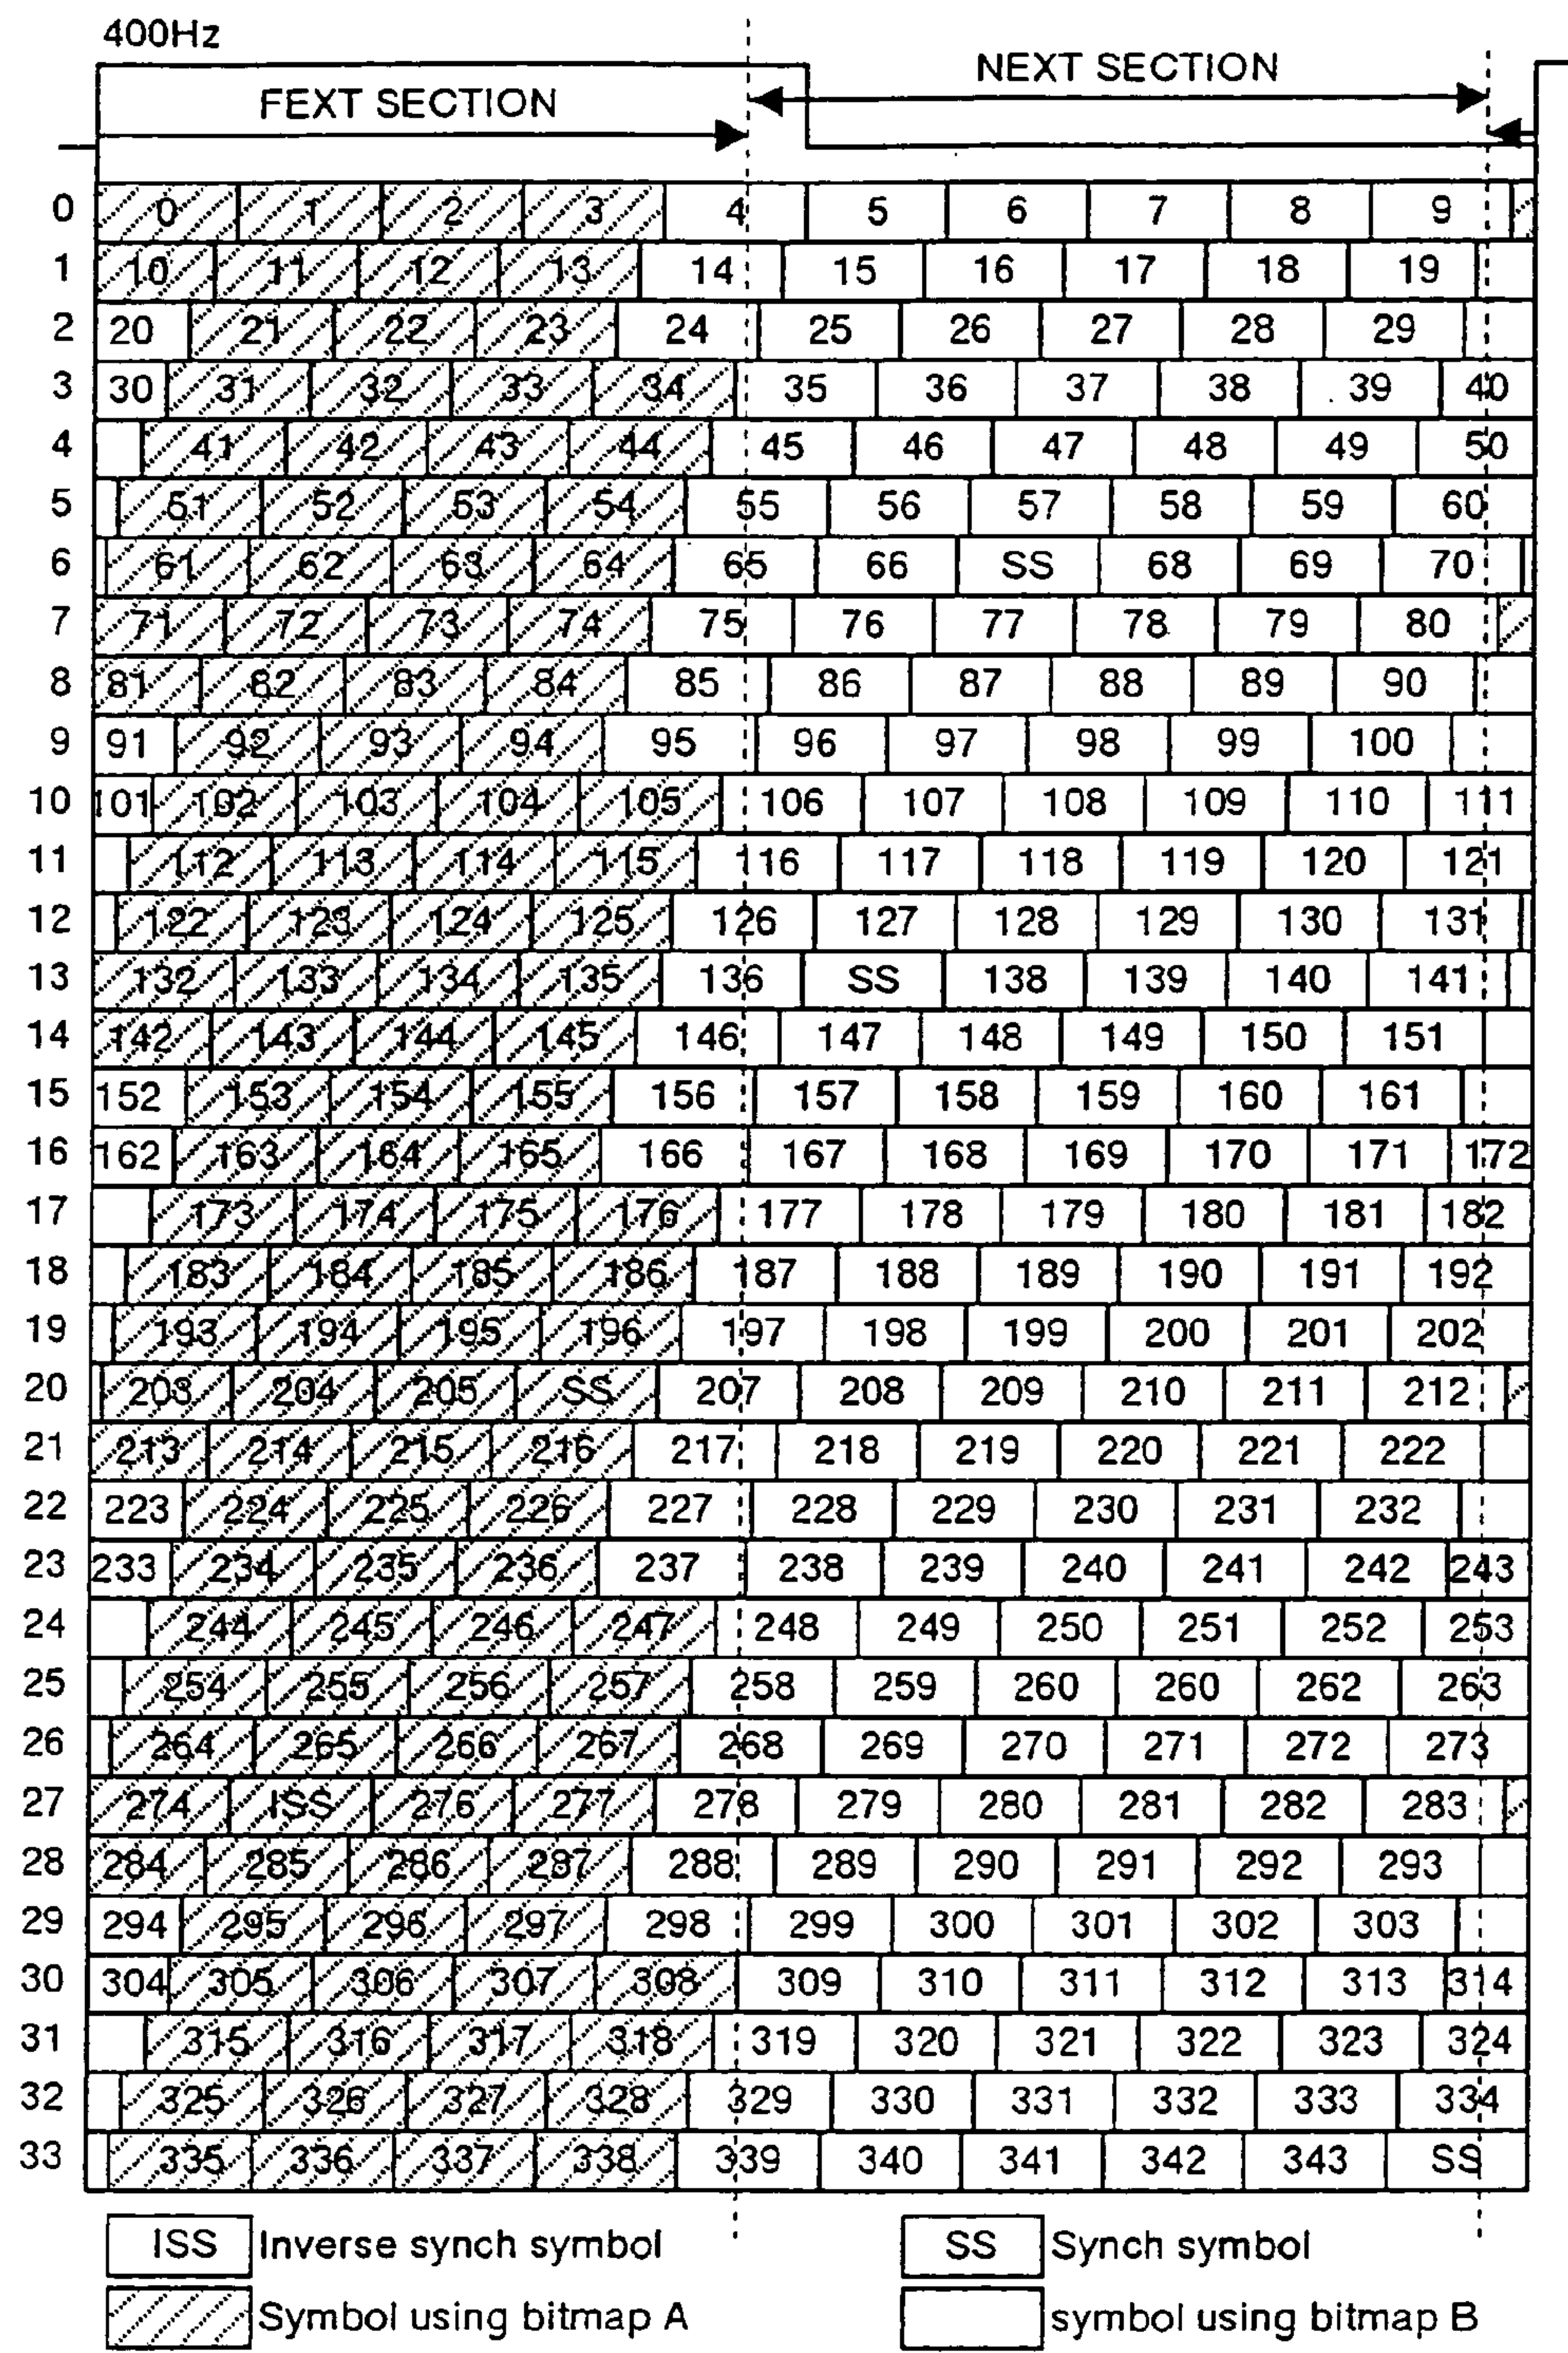 400Hz
FEXT SECTION NEXT SECTION
0 0 1 2 3 4 5 6 7 8 9
1 10 11 12 13 14 15 16 17 18 19
2 20 21 22 23 24 25 26 27 28 29
3 30 31 32 33 34 35 36 37 38 39 40
4 41 42 43 44 45 46 47 48 49 50
5 51 52 53 54 55 56 57 58 59 60
6 61 62 63 64 65 66 SS 68 69 70
7 71 72 73 74 75 76 77 78 79 80
8 81 82 83 84 85 86 87 88 89 90
9 91 92 93 94 95 96 97 98 99 100
10 101 102 103 104 105 106 107 108 109 110 111
11 112 113 114 115 116 117 118 119 120 121
12 122 123 124 125 126 127 128 129 130 131
13 132 133 134 135 136 SS 138 139 140 141
14 142 143 144 145 146 147 148 149 150 151
15 152 153 154 155 156 157 158 159 160 161
16 162 163 164 165 166 167 168 169 170 171 172
17 173 174 175 176 177 178 179 180 181 182
18 183 184 185 186 187 188 189 190 191 192
19 193 194 195 196 197 198 199 200 201 202
20 203 204 205 SS 207 208 209 210 211 212
21 213 214 215 216 217 218 219 220 221 222
22 223 224 225 226 227 228 229 230 231 232
23 233 234 235 236 237 238 239 240 241 242 243
24 244 245 246 247 248 249 250 251 252 253
25 254 255 256 257 258 259 260 260 262 263
26 264 265 266 267 268 269 270 271 272 273
27 274 ISS 276 277 278 279 280 281 282 283
28 284 285 286 287 288 289 290 291 292 293
29 294 295 296 297 298 299 300 301 302 303
30 304 305 306 307 308 309 310 311 312 313 314
31 315 316 317 318 319 320 321 322 323 324
32 325 326 327 328 329 330 331 332 333 334
33 335 336 337 338 339 340 341 342 343 SS
ISS Inverse synch symbol SS Synch symbol
Symbol using bitmap A symbol using bitmap B